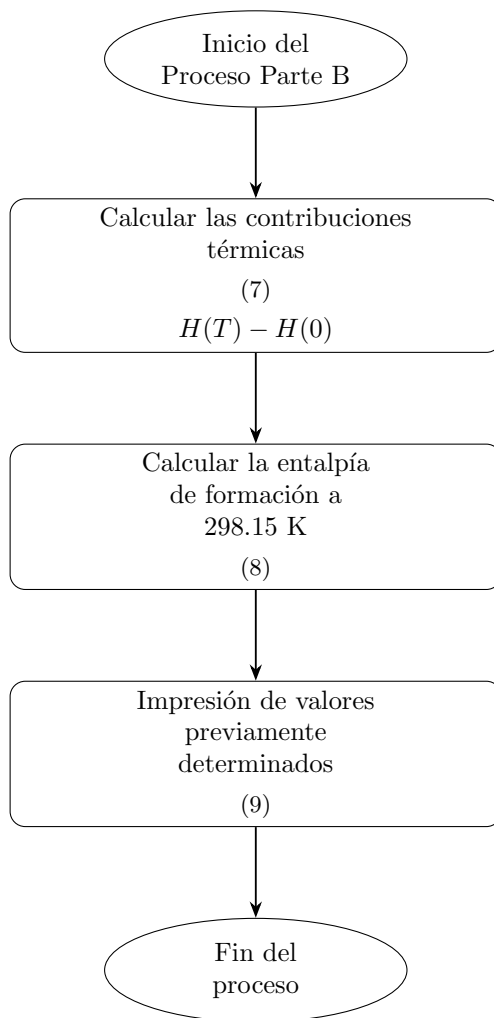 Inicio del
Proceso Parte B
Calcular las contribuciones
térmicas
(7)
H(T) − H(0)
Calcular la entalpía
de formación a
298.15 K
(8)
Impresión de valores
previamente
determinados
(9)
Fin del
proceso